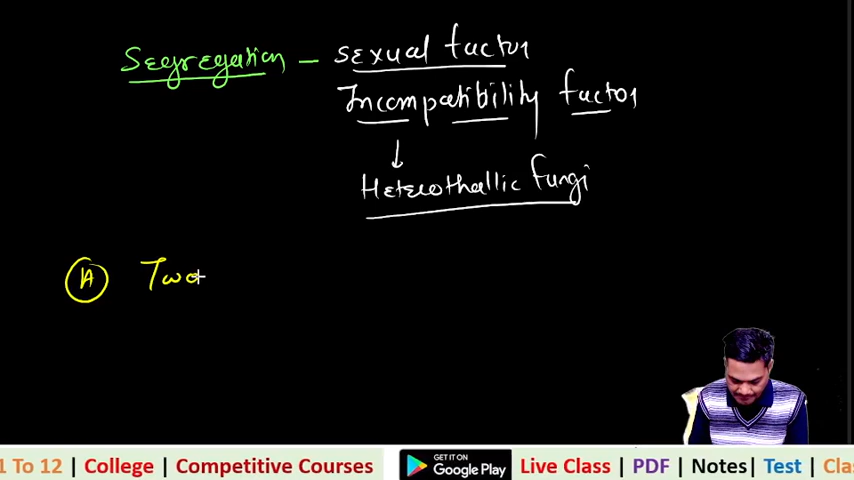 Segregation - sexual factor
Incompatibility factor
↓
Heterothallic fungi
A Two
1 To 12 | College | Competitive Courses GET IT ON Google Play Live Class | PDF | Notes | Test | Clas